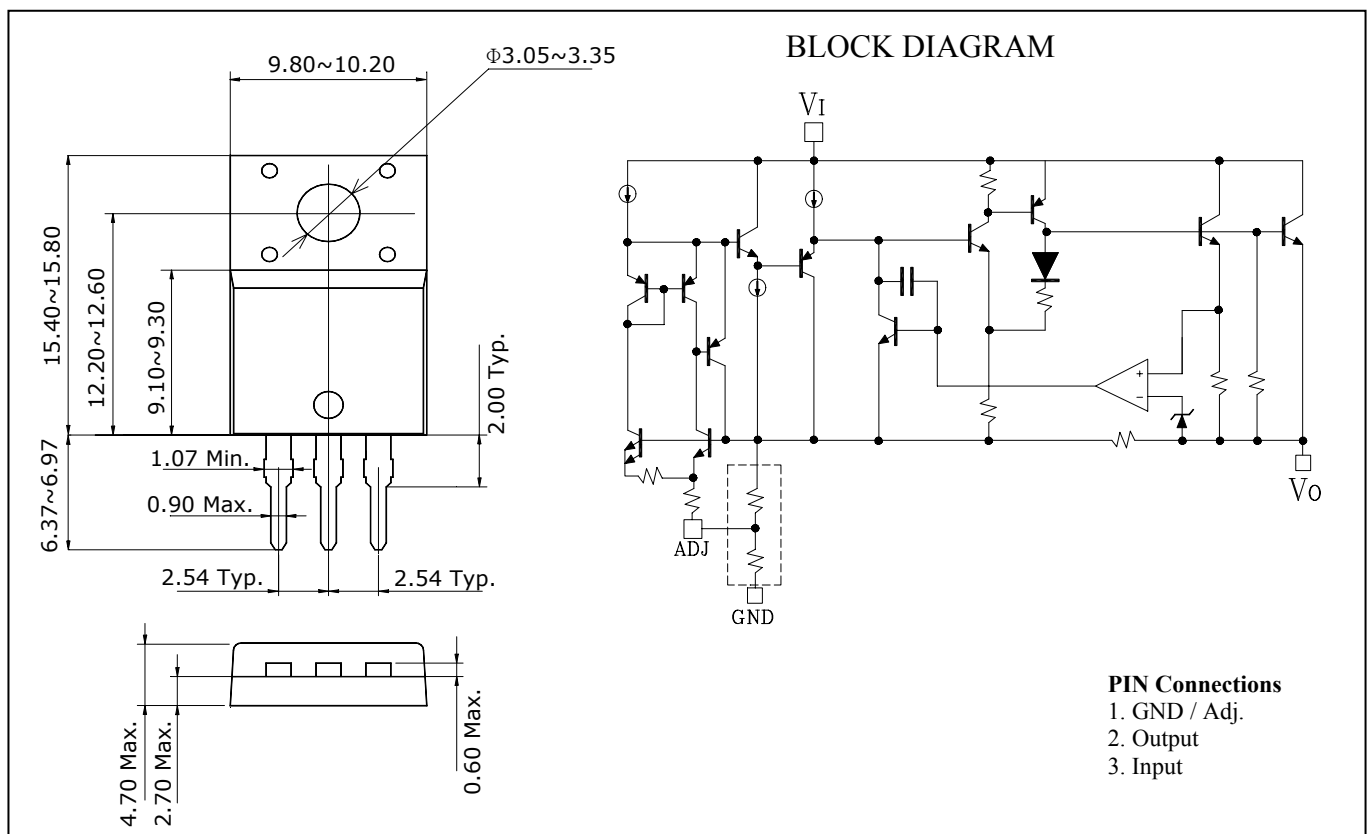 BLOCK DIAGRAM
9.80~10.20
Φ3.05~3.35
15.40~15.80
12.20~12.60
9.10~9.30
2.00 Typ.
1.07 Min.
0.90 Max.
6.37~6.97
2.54 Typ.
2.54 Typ.
4.70 Max.
2.70 Max.
0.60 Max.
VI
+
−
VO
ADJ
GND
PIN Connections
1. GND / Adj.
2. Output
3. Input